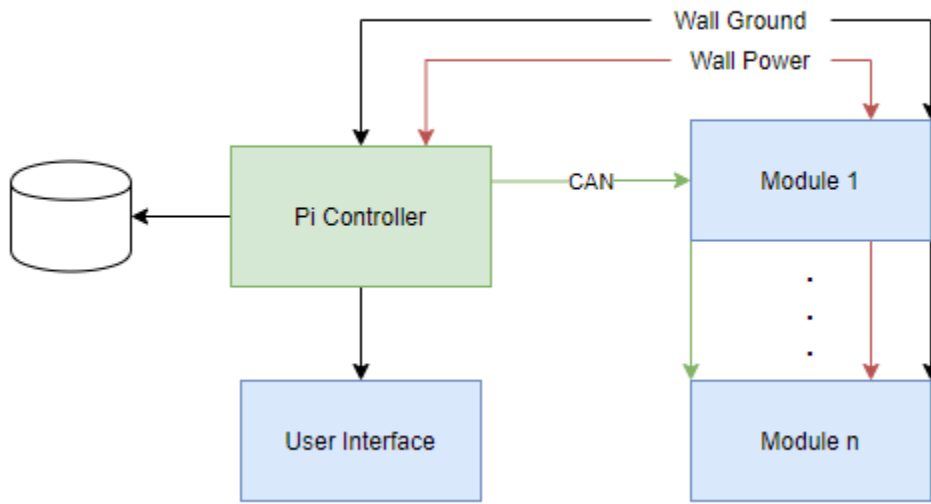 Wall Ground
Wall Power
Pi Controller
CAN
Module 1
.
.
.
User Interface
Module n